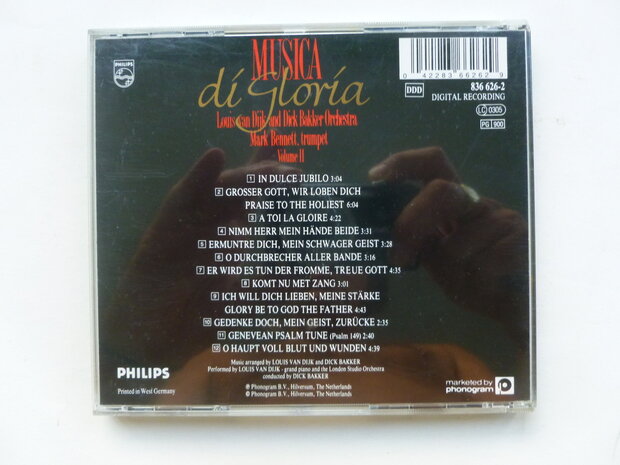 PHILIPS
MUSICA
di Gloria
Louis van Dijk and Dick Bakker Orchestra
Mark Bennett, trumpet
Volume II
0 42283 66262 9
DDD 836 626-2
DIGITAL RECORDING
LC 0305
PG 900
1 IN DULCE JUBILO 3:04
2 GROSSER GOTT, WIR LOBEN DICH
PRAISE TO THE HOLIEST 6:04
3 A TOI LA GLOIRE 4:22
4 NIMM HERR MEIN HÄNDE BEIDE 3:31
5 ERMUNTRE DICH, MEIN SCHWAGER GEIST 3:28
6 O DURCHBRECHER ALLER BANDE 3:16
7 ER WIRD ES TUN DER FROMME, TREUE GOTT 4:35
8 KOMT NU MET ZANG 3:01
9 ICH WILL DICH LIEBEN, MEINE STÄRKE
GLORY BE TO GOD THE FATHER 4:43
10 GEDENKE DOCH, MEIN GEIST, ZURÜCKE 2:35
11 GENEVEAN PSALM TUNE (Psalm 149) 2:40
12 O HAUPT VOLL BLUT UND WUNDEN 4:39
Music arranged by LOUIS VAN DIJK and DICK BAKKER
Performed by LOUIS VAN DIJK - grand piano and the London Studio Orchestra
conducted by DICK BAKKER
℗ Phonogram B.V., Hilversum, The Netherlands
© Phonogram B.V., Hilversum, The Netherlands
PHILIPS
Printed in West Germany
marketed by
phonogram